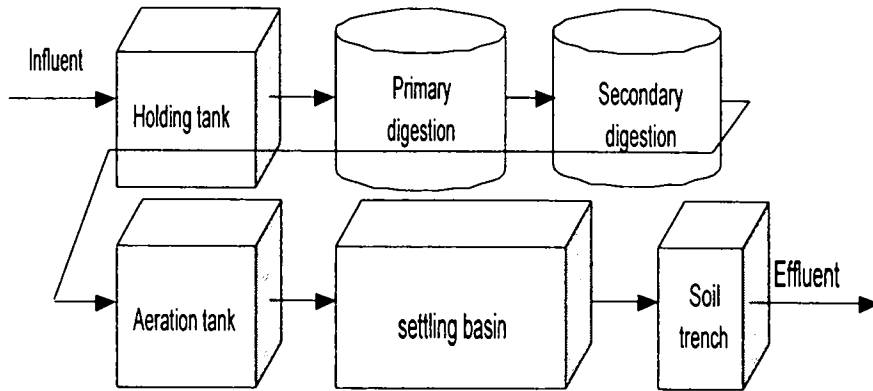 Influent
Holding tank
Primary
digestion
Secondary
digestion
Aeration tank
settling basin
Soil
trench
Effluent